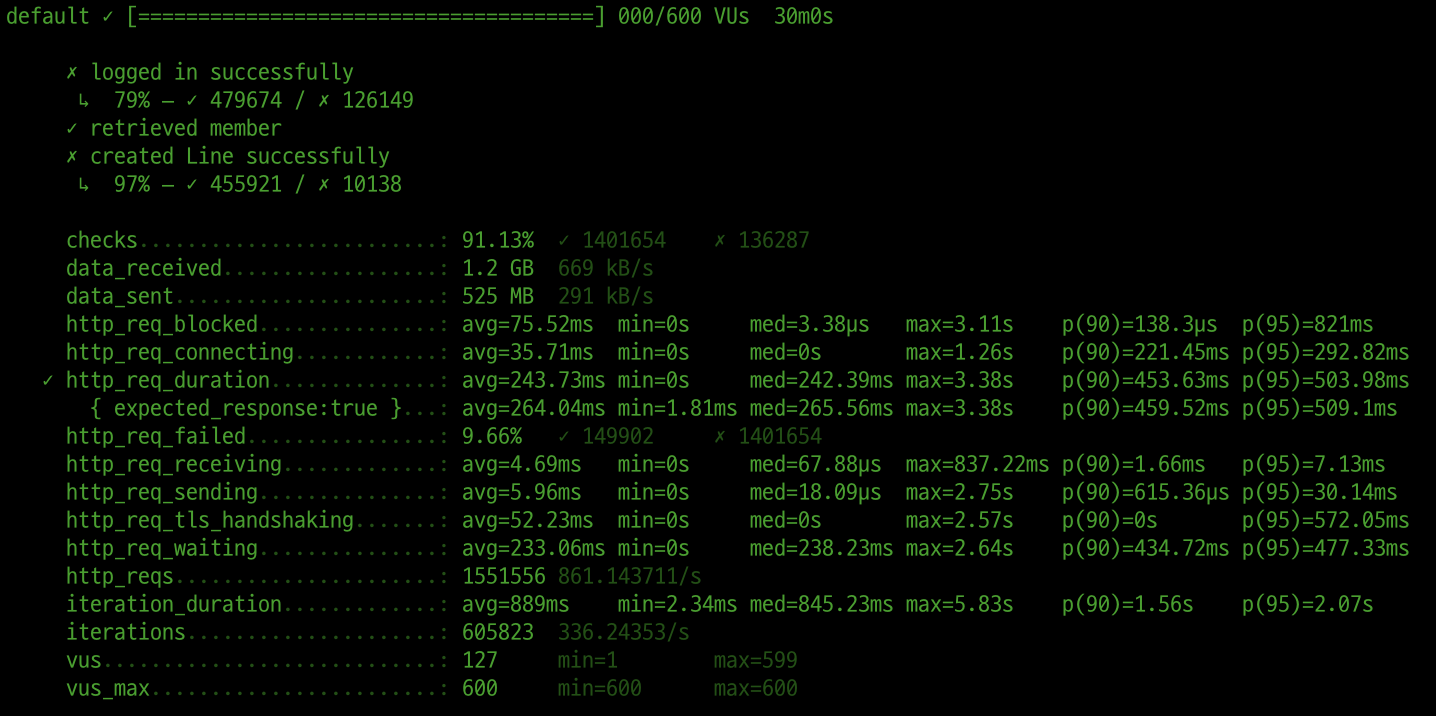 default ✓ [======================================] 000/600 VUs  30m0s
✗ logged in successfully
↳  79% — ✓ 479674 / ✗ 126149
✓ retrieved member
✗ created Line successfully
↳  97% — ✓ 455921 / ✗ 10138
checks.........................: 91.13%  ✓ 1401654    ✗ 136287
data_received..................: 1.2 GB  669 kB/s
data_sent......................: 525 MB  291 kB/s
http_req_blocked...............: avg=75.52ms  min=0s     med=3.38µs   max=3.11s    p(90)=138.3µs  p(95)=821ms
http_req_connecting............: avg=35.71ms  min=0s     med=0s       max=1.26s    p(90)=221.45ms p(95)=292.82ms
✓ http_req_duration..............: avg=243.73ms min=0s     med=242.39ms max=3.38s    p(90)=453.63ms p(95)=503.98ms
{ expected_response:true }...: avg=264.04ms min=1.81ms med=265.56ms max=3.38s    p(90)=459.52ms p(95)=509.1ms
http_req_failed................: 9.66%   ✓ 149902     ✗ 1401654
http_req_receiving.............: avg=4.69ms   min=0s     med=67.88µs  max=837.22ms p(90)=1.66ms   p(95)=7.13ms
http_req_sending...............: avg=5.96ms   min=0s     med=18.09µs  max=2.75s    p(90)=615.36µs p(95)=30.14ms
http_req_tls_handshaking.......: avg=52.23ms  min=0s     med=0s       max=2.57s    p(90)=0s       p(95)=572.05ms
http_req_waiting...............: avg=233.06ms min=0s     med=238.23ms max=2.64s    p(90)=434.72ms p(95)=477.33ms
http_reqs......................: 1551556 861.143711/s
iteration_duration.............: avg=889ms    min=2.34ms med=845.23ms max=5.83s    p(90)=1.56s    p(95)=2.07s
iterations.....................: 605823  336.24353/s
vus............................: 127     min=1        max=599
vus_max........................: 600     min=600      max=600